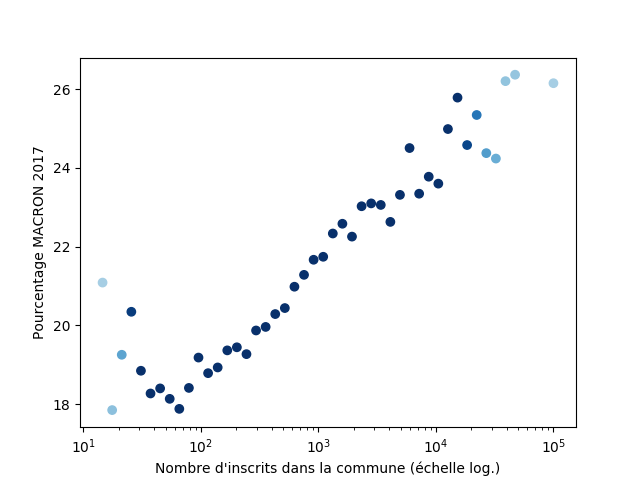 26
24
22
20
18
Pourcentage MACRON 2017
10¹ 10² 10³ 10⁴ 10⁵
Nombre d'inscrits dans la commune (échelle log.)